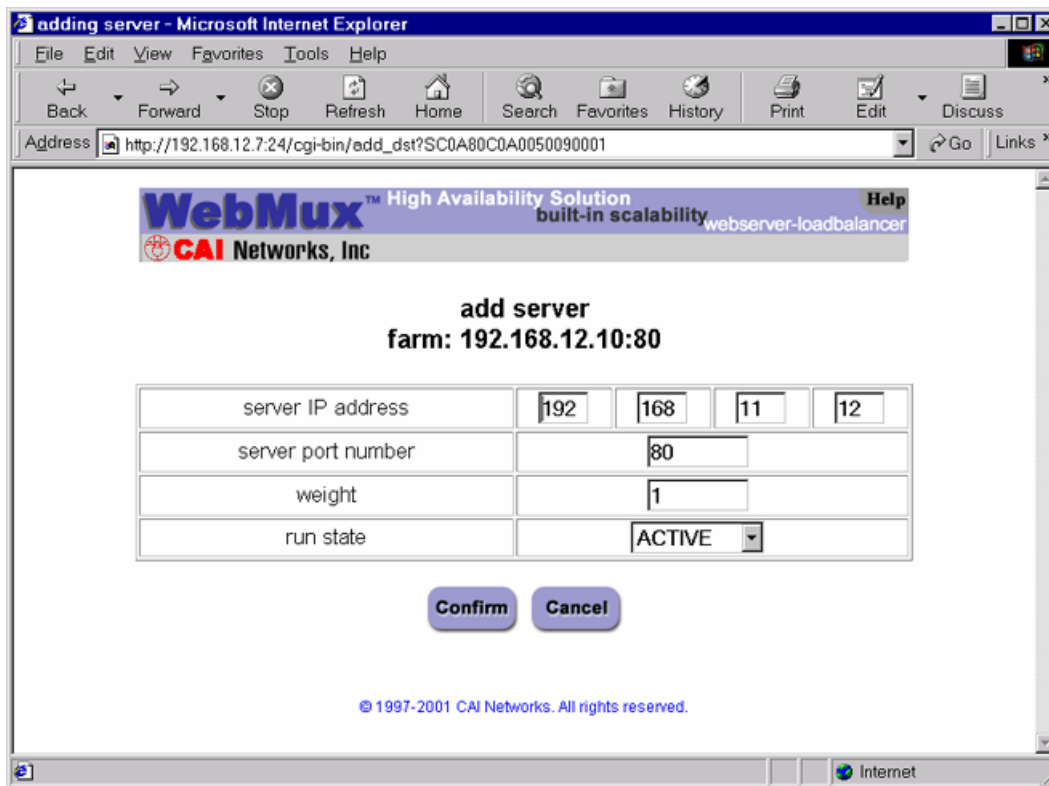 adding server - Microsoft Internet Explorer
File Edit View Favorites Tools Help
Back Forward Stop Refresh Home Search Favorites History Print Edit Discuss »
Address http://192.168.12.7:24/cgi-bin/add_dst?SC0A80C0A0050090001 Go Links »
WebMux™ High Availability Solution Help
built-in scalability
webserver-loadbalancer
CAI Networks, Inc
add server
farm: 192.168.12.10:80
server IP address 192 168 11 12
server port number 80
weight 1
run state ACTIVE
Confirm Cancel
© 1997-2001 CAI Networks. All rights reserved.
Internet